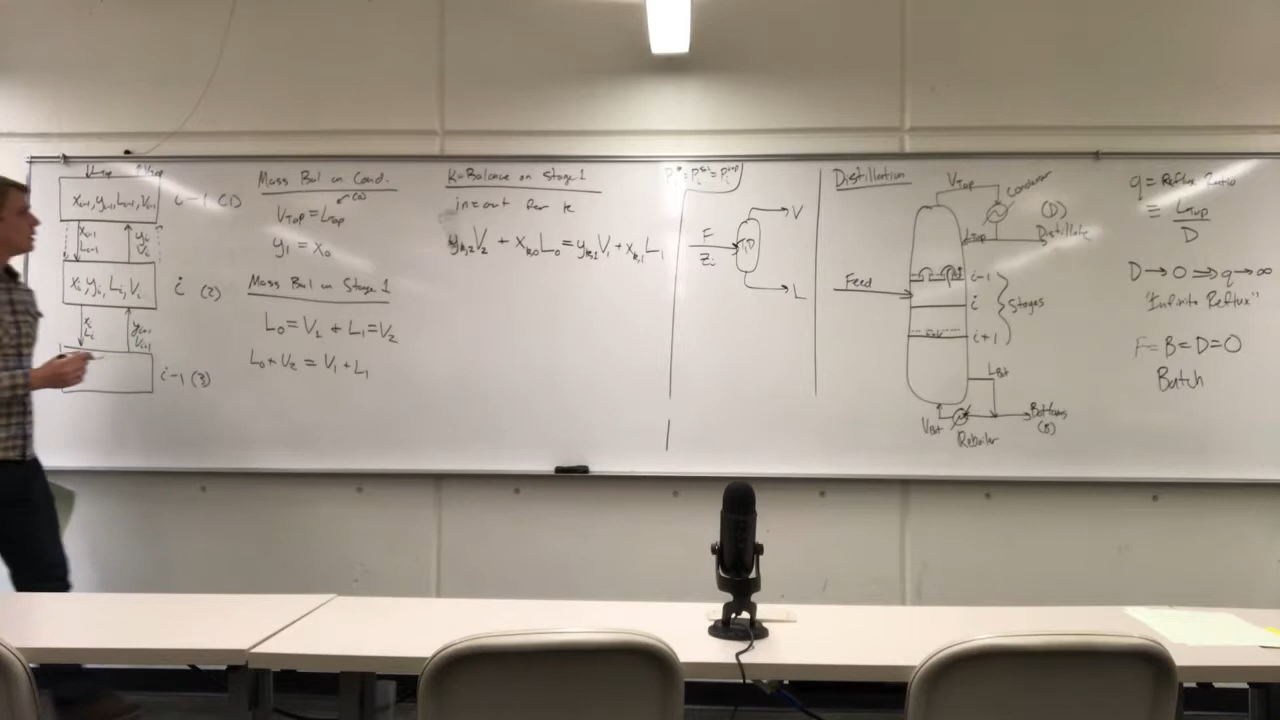 L_Top V_Top
x_{i-1}, y_{i-1}, L_{i-1}, V_{i-1}
i-1 (1)
x_{i-1} y_i
L_{i-1} V_i
x_i, y_i, L_i, V_i
i (2)
x_i y_{i+1}
L_i V_{i+1}
i-1 (3)
Mass Bal on Cond.
V_Top = L_Top (0)
y_1 = x_0
Mass Bal on Stage 1
L_0 = V_1 + L_1 = V_2
L_0 + V_2 = V_1 + L_1
K-Balance on Stage 1
in = out for k
y_{k,2}V_2 + x_{k,0}L_0 = y_{k,1}V_1 + x_{k,1}L_1
F
z_i
T, P
V
L
Distillation
V_Top
Condenser
(D)
L_Top
Distillate
Feed
i-1
i
i+1
Stages
L_Bot
V_Bot
Reboiler
Bottoms
(B)
q = Reflux Ratio
≡ L_Top
D
D → 0 ⟹ q → ∞
"Infinite Reflux"
F = B = D = 0
Batch